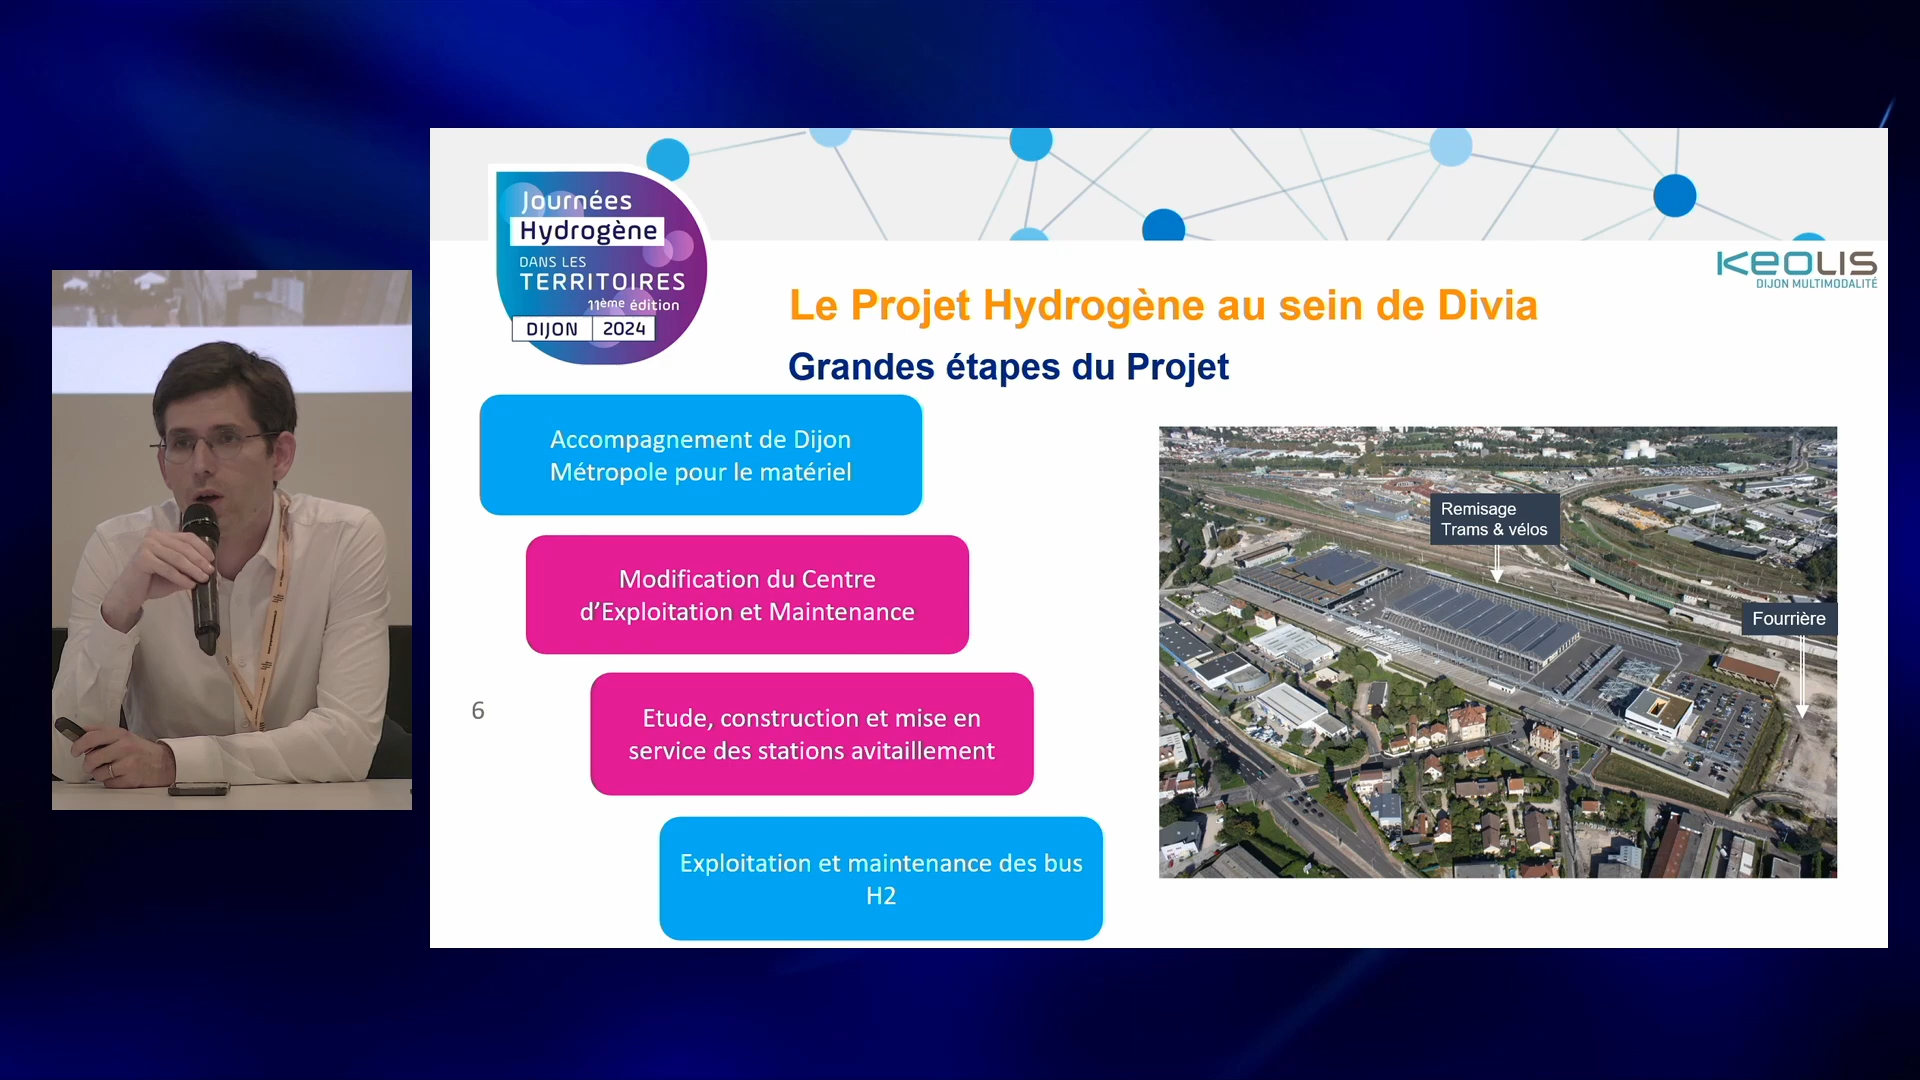 Journées
Hydrogène
DANS LES
TERRITOIRES
11ème édition
DIJON 2024
KEOLIS
DIJON MULTIMODALITÉ
Le Projet Hydrogène au sein de Divia
Grandes étapes du Projet
Accompagnement de Dijon
Métropole pour le matériel
Modification du Centre
d’Exploitation et Maintenance
Etude, construction et mise en
service des stations avitaillement
Exploitation et maintenance des bus
H2
Remisage
Trams & vélos
Fourrière
6